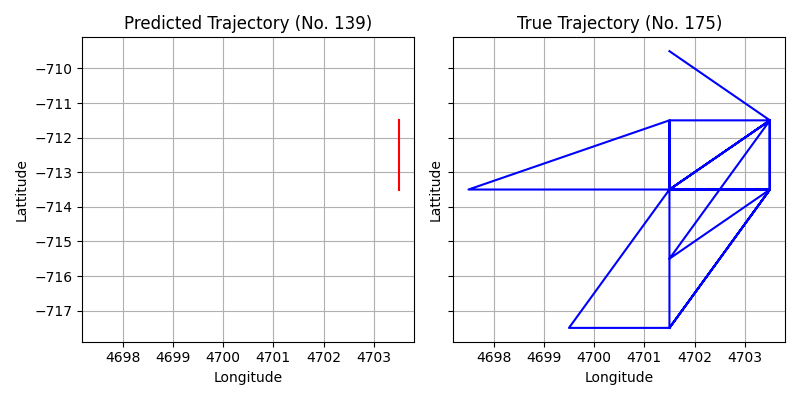 Predicted Trajectory (No. 139)
True Trajectory (No. 175)
−710
−711
−712
−713
−714
−715
−716
−717
Lattitude
Lattitude
4698 4699 4700 4701 4702 4703
4698 4699 4700 4701 4702 4703
Longitude
Longitude